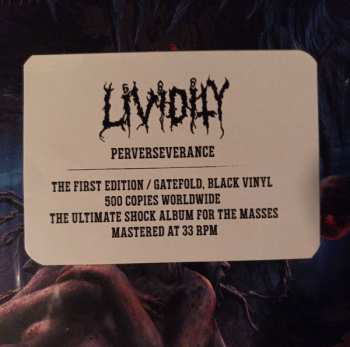 LIVIDITY
PERVERSEVERANCE
THE FIRST EDITION / GATEFOLD, BLACK VINYL
500 COPIES WORLDWIDE
THE ULTIMATE SHOCK ALBUM FOR THE MASSES
MASTERED AT 33 RPM